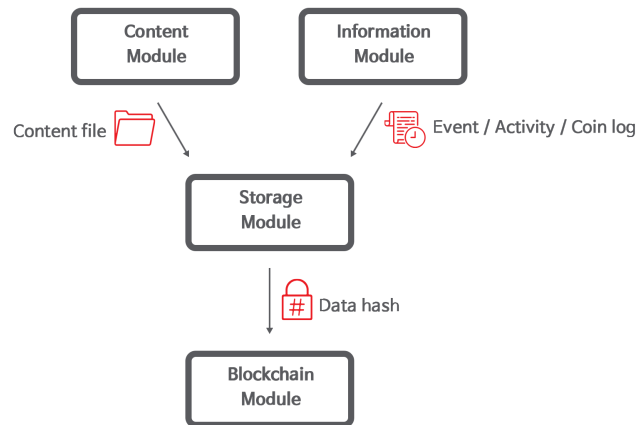 Content
Module
Information
Module
Content file
Event / Activity / Coin log
Storage
Module
#
Data hash
Blockchain
Module